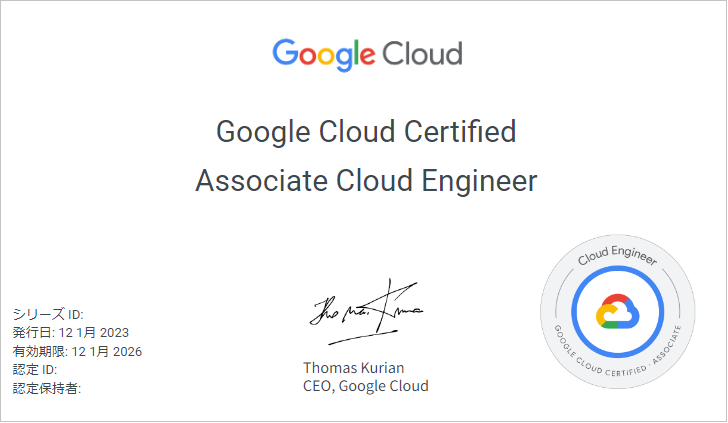 Google Cloud
Google Cloud Certified
Associate Cloud Engineer
シリーズ ID:
発行日: 12 1月 2023
有効期限: 12 1月 2026
認定 ID:
認定保持者:
Thomas Kurian
CEO, Google Cloud
Cloud Engineer
GOOGLE CLOUD CERTIFIED · ASSOCIATE